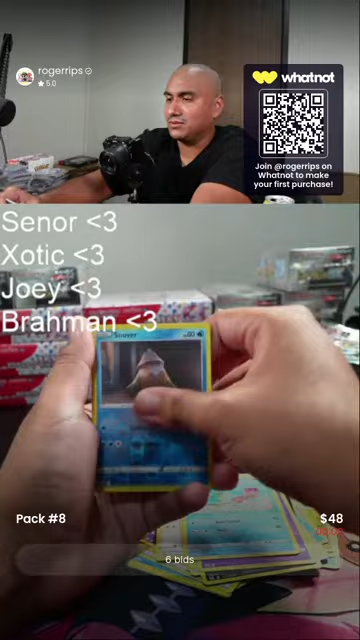 rogerrips
★ 5.0
whatnot
Join @rogerrips on
Whatnot to make
your first purchase!
Senor <3
Xotic <3
Joey <3
Brahman <3
Pack #8
$48
6 bids